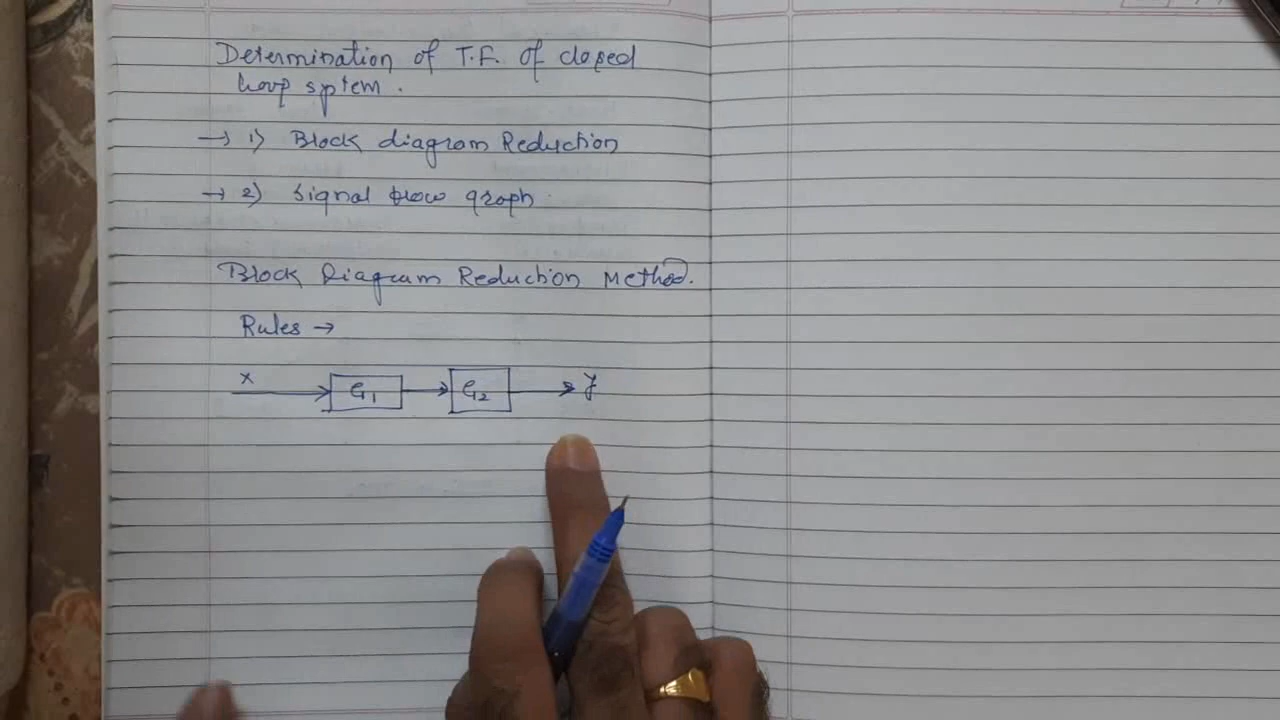 Determination of T.F. of closed
loop system.
→ 1) Block diagram Reduction
→ 2) Signal flow graph.
Block Diagram Reduction Method.
Rules →
x G1 G2 y